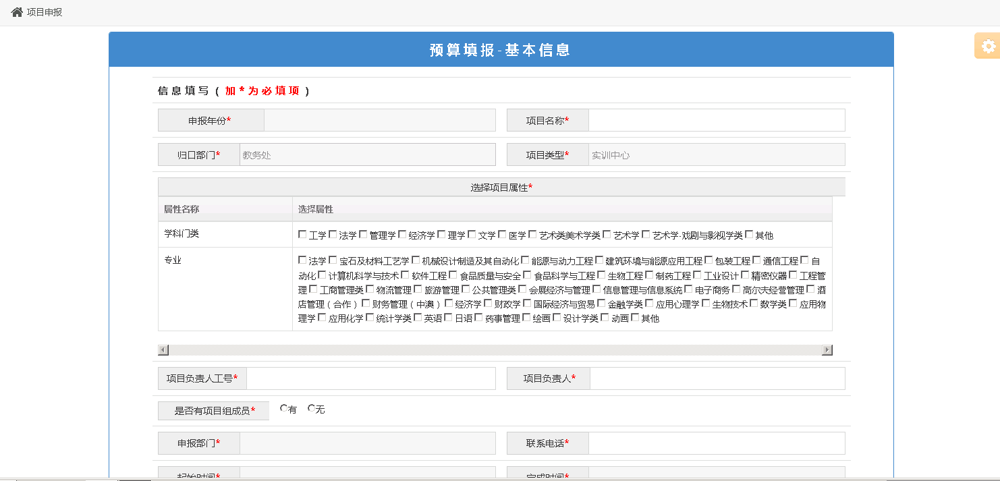 项目申报
预算填报-基本信息
信息填写 ( 加*为必填项 )
申报年份* 项目名称*
归口部门* 教务处 项目类型* 实训中心
选择项目属性*
属性名称 选择属性
学科门类 工学 法学 管理学 经济学 理学 文学 医学 艺术类美术学类 艺术学 艺术学·戏剧与影视学类 其他
专业 法学 宝石及材料工艺学 机械设计制造及其自动化 能源与动力工程 建筑环境与能源应用工程 包装工程 通信工程 自
动化 计算机科学与技术 软件工程 食品质量与安全 食品科学与工程 生物工程 制药工程 工业设计 精密仪器 工程管
理 工商管理类 物流管理 旅游管理 公共管理类 会展经济与管理 信息管理与信息系统 电子商务 高尔夫经营管理 酒
店管理（合作） 财务管理（中澳） 经济学 财政学 国际经济与贸易 金融学类 应用心理学 生物技术 数学类 应用物
理学 应用化学 统计学类 英语 日语 药事管理 绘画 设计学类 动画 其他
项目负责人工号* 项目负责人*
是否有项目组成员* 有 无
申报部门* 联系电话*
起始时间* 完成时间*